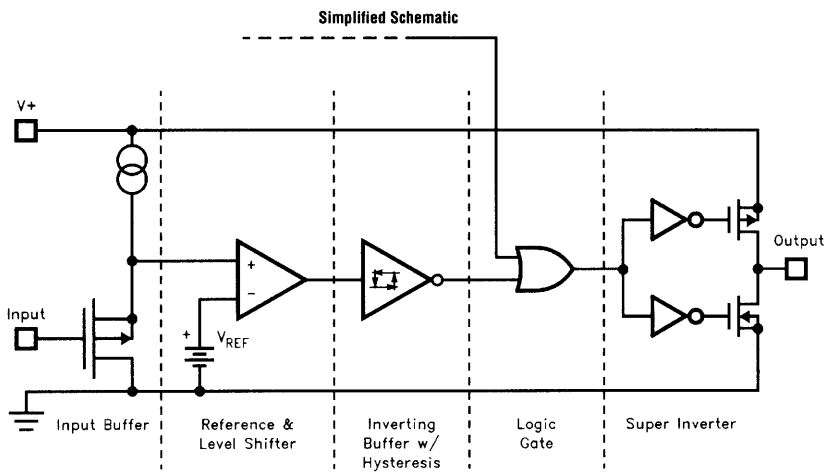 Simplified Schematic
V+
Output
Input
+
−
+
VREF
Input Buffer
Reference &
Level Shifter
Inverting
Buffer w/
Hysteresis
Logic
Gate
Super Inverter